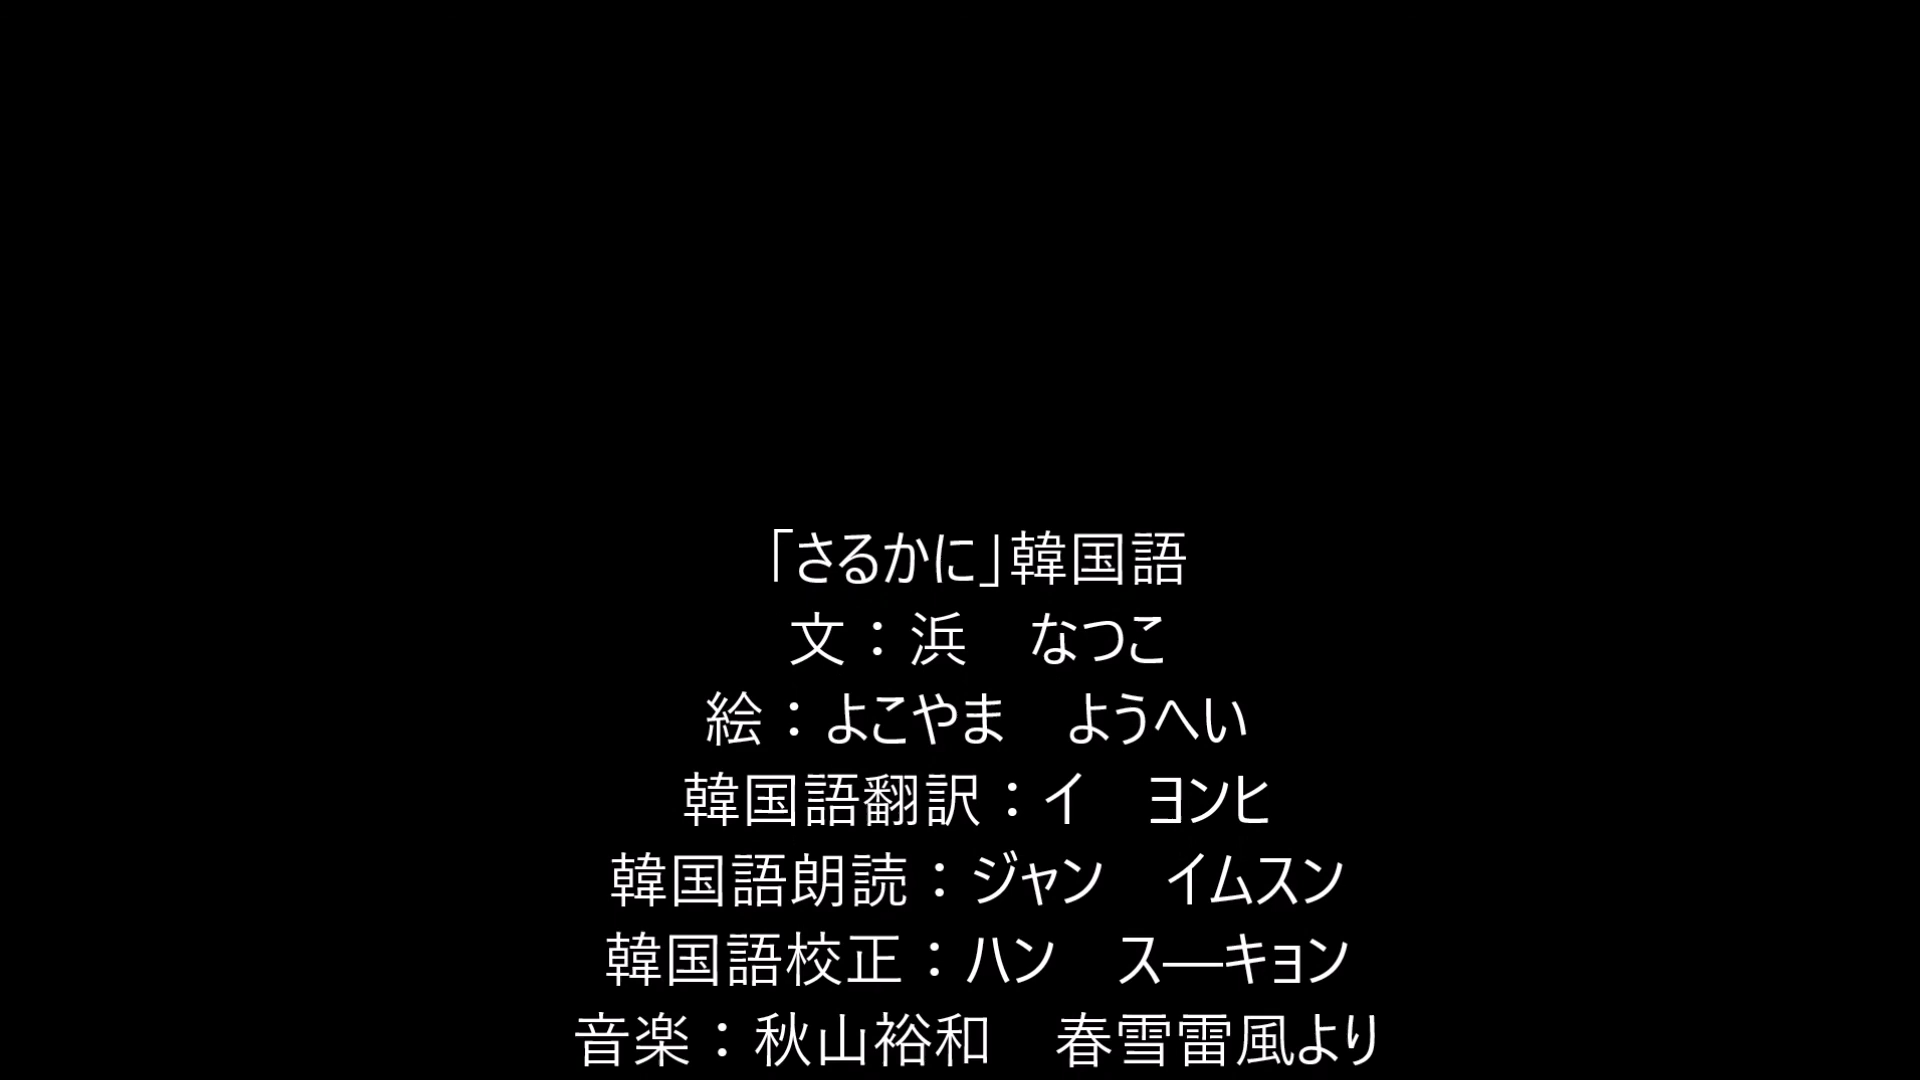 「さるかに」韓国語
文：浜　なつこ
絵：よこやま　ようへい
韓国語翻訳：イ　ヨンヒ
韓国語朗読：ジャン　イムスン
韓国語校正：ハン　ス―キョン
音楽：秋山裕和　春雪雷風より